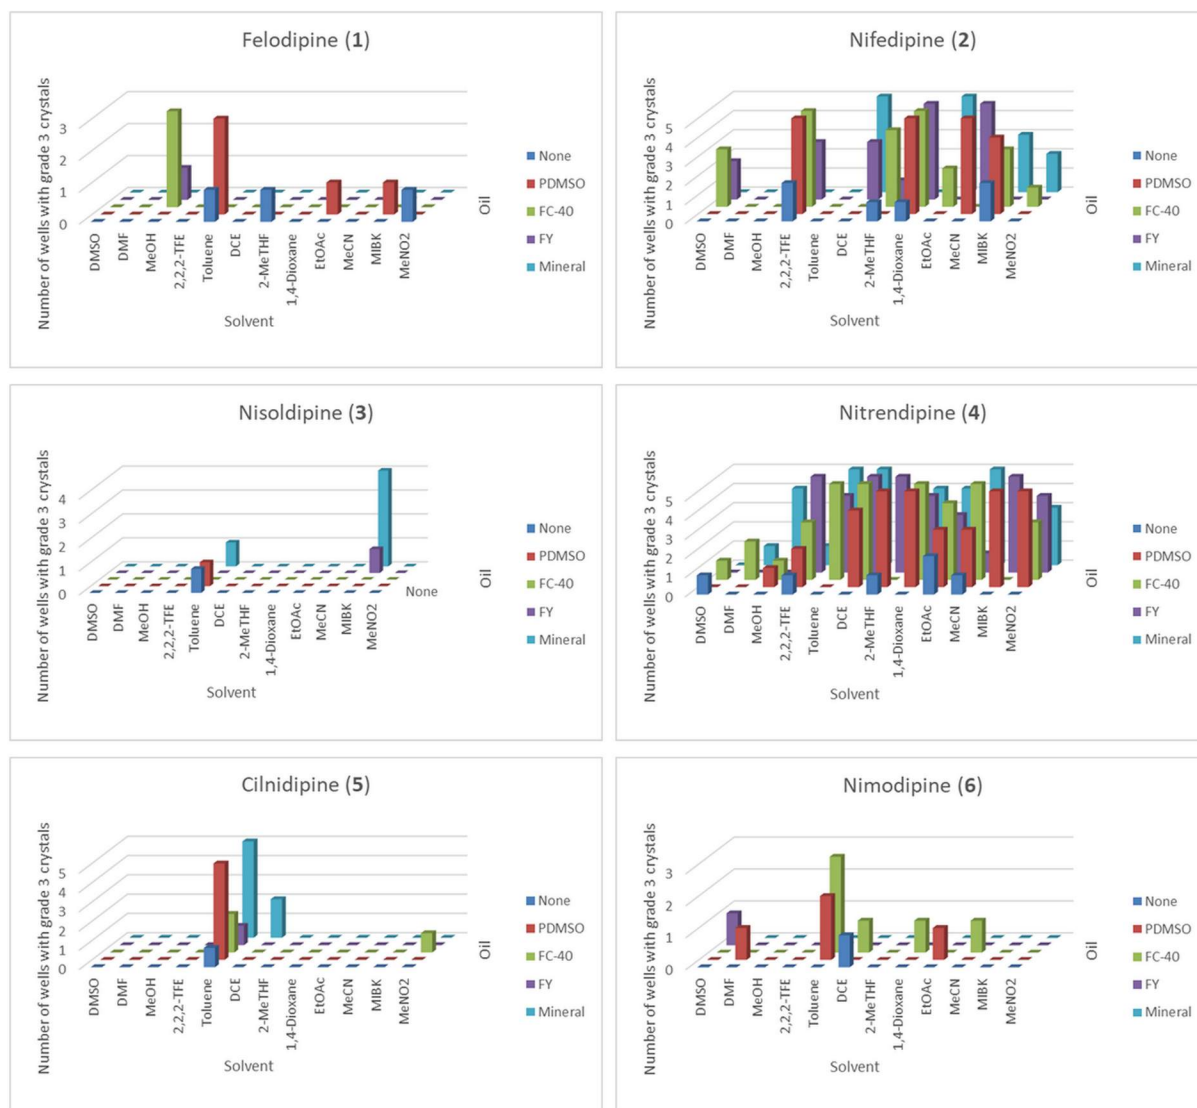 Felodipine (1)
Number of wells with grade 3 crystals
3
2
1
0
DMSO
DMF
MeOH
2,2,2-TFE
Toluene
DCE
2-MeTHF
1,4-Dioxane
EtOAc
MeCN
MIBK
MeNO2
Solvent
Oil
None
PDMSO
FC-40
FY
Mineral
Nifedipine (2)
Number of wells with grade 3 crystals
5
4
3
2
1
0
DMSO
DMF
MeOH
2,2,2-TFE
Toluene
DCE
2-MeTHF
1,4-Dioxane
EtOAc
MeCN
MIBK
MeNO2
Solvent
Oil
None
PDMSO
FC-40
FY
Mineral
Nisoldipine (3)
Number of wells with grade 3 crystals
4
3
2
1
0
DMSO
DMF
MeOH
2,2,2-TFE
Toluene
DCE
2-MeTHF
1,4-Dioxane
EtOAc
MeCN
MIBK
MeNO2
Solvent
None
Oil
None
PDMSO
FC-40
FY
Mineral
Nitrendipine (4)
Number of wells with grade 3 crystals
5
4
3
2
1
0
DMSO
DMF
MeOH
2,2,2-TFE
Toluene
DCE
2-MeTHF
1,4-Dioxane
EtOAc
MeCN
MIBK
MeNO2
Solvent
Oil
None
PDMSO
FC-40
FY
Mineral
Cilnidipine (5)
Number of wells with grade 3 crystals
5
4
3
2
1
0
DMSO
DMF
MeOH
2,2,2-TFE
Toluene
DCE
2-MeTHF
1,4-Dioxane
EtOAc
MeCN
MIBK
MeNO2
Solvent
Oil
None
PDMSO
FC-40
FY
Mineral
Nimodipine (6)
Number of wells with grade 3 crystals
3
2
1
0
DMSO
DMF
MeOH
2,2,2-TFE
Toluene
DCE
2-MeTHF
1,4-Dioxane
EtOAc
MeCN
MIBK
MeNO2
Solvent
Oil
None
PDMSO
FC-40
FY
Mineral